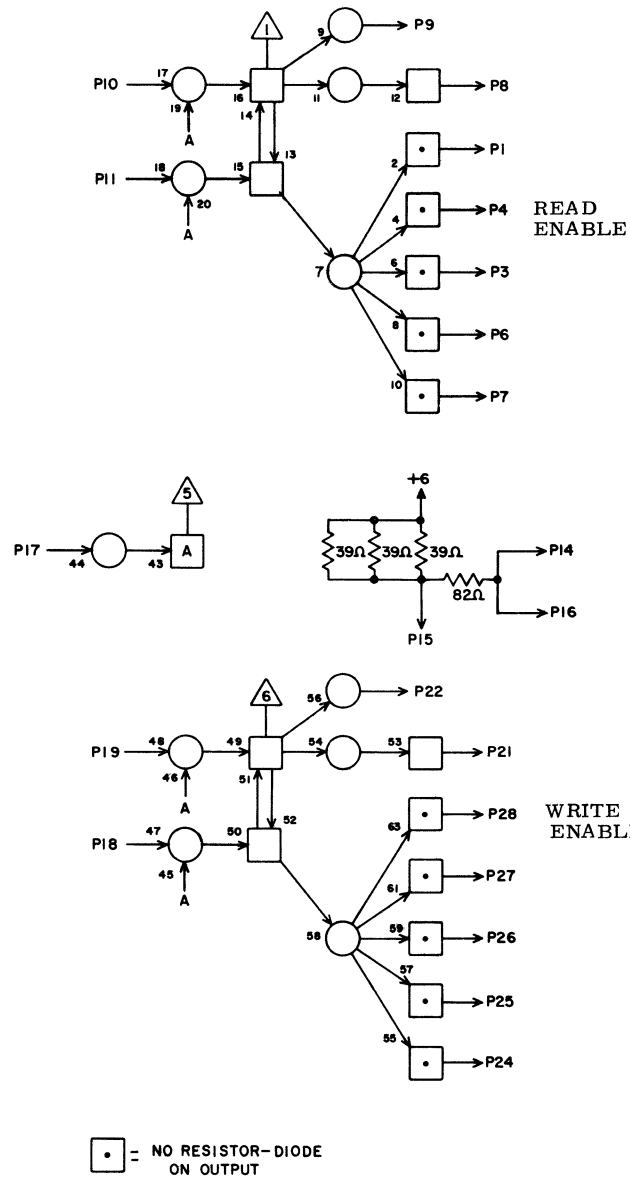 1
9
P9
P10
17
16
11
12
P8
19
14
A
13
2
P1
P11
18
15
20
A
4
P4
READ
ENABLE
7
6
P3
8
P6
10
P7
5
+6
P17
44
43
A
39Ω
39Ω
39Ω
82Ω
P14
P16
P15
6
56
P22
P19
48
49
54
53
P21
46
51
A
52
63
P28
WRITE
P18
47
50
45
A
61
P27
58
59
P26
57
P25
55
P24
= NO RESISTOR-DIODE
ON OUTPUT